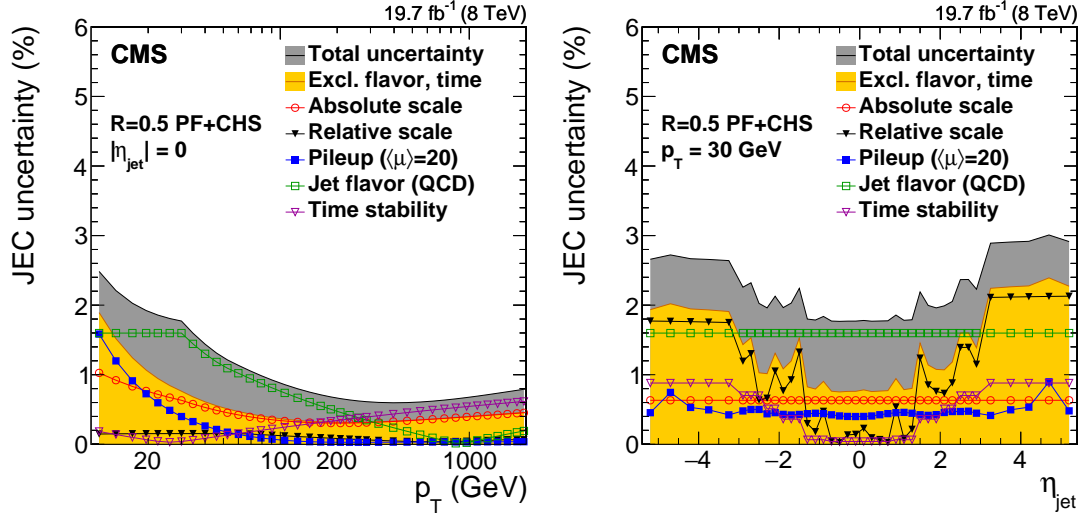 19.7 fb⁻¹ (8 TeV)
JEC uncertainty (%)
6
5
4
3
2
1
0
CMS
R=0.5 PF+CHS
|η_jet| = 0
Total uncertainty
Excl. flavor, time
Absolute scale
Relative scale
Pileup (⟨μ⟩=20)
Jet flavor (QCD)
Time stability
20 100 200 1000
p_T (GeV)
19.7 fb⁻¹ (8 TeV)
JEC uncertainty (%)
6
5
4
3
2
1
0
CMS
R=0.5 PF+CHS
p_T = 30 GeV
Total uncertainty
Excl. flavor, time
Absolute scale
Relative scale
Pileup (⟨μ⟩=20)
Jet flavor (QCD)
Time stability
−4 −2 0 2 4
η_jet